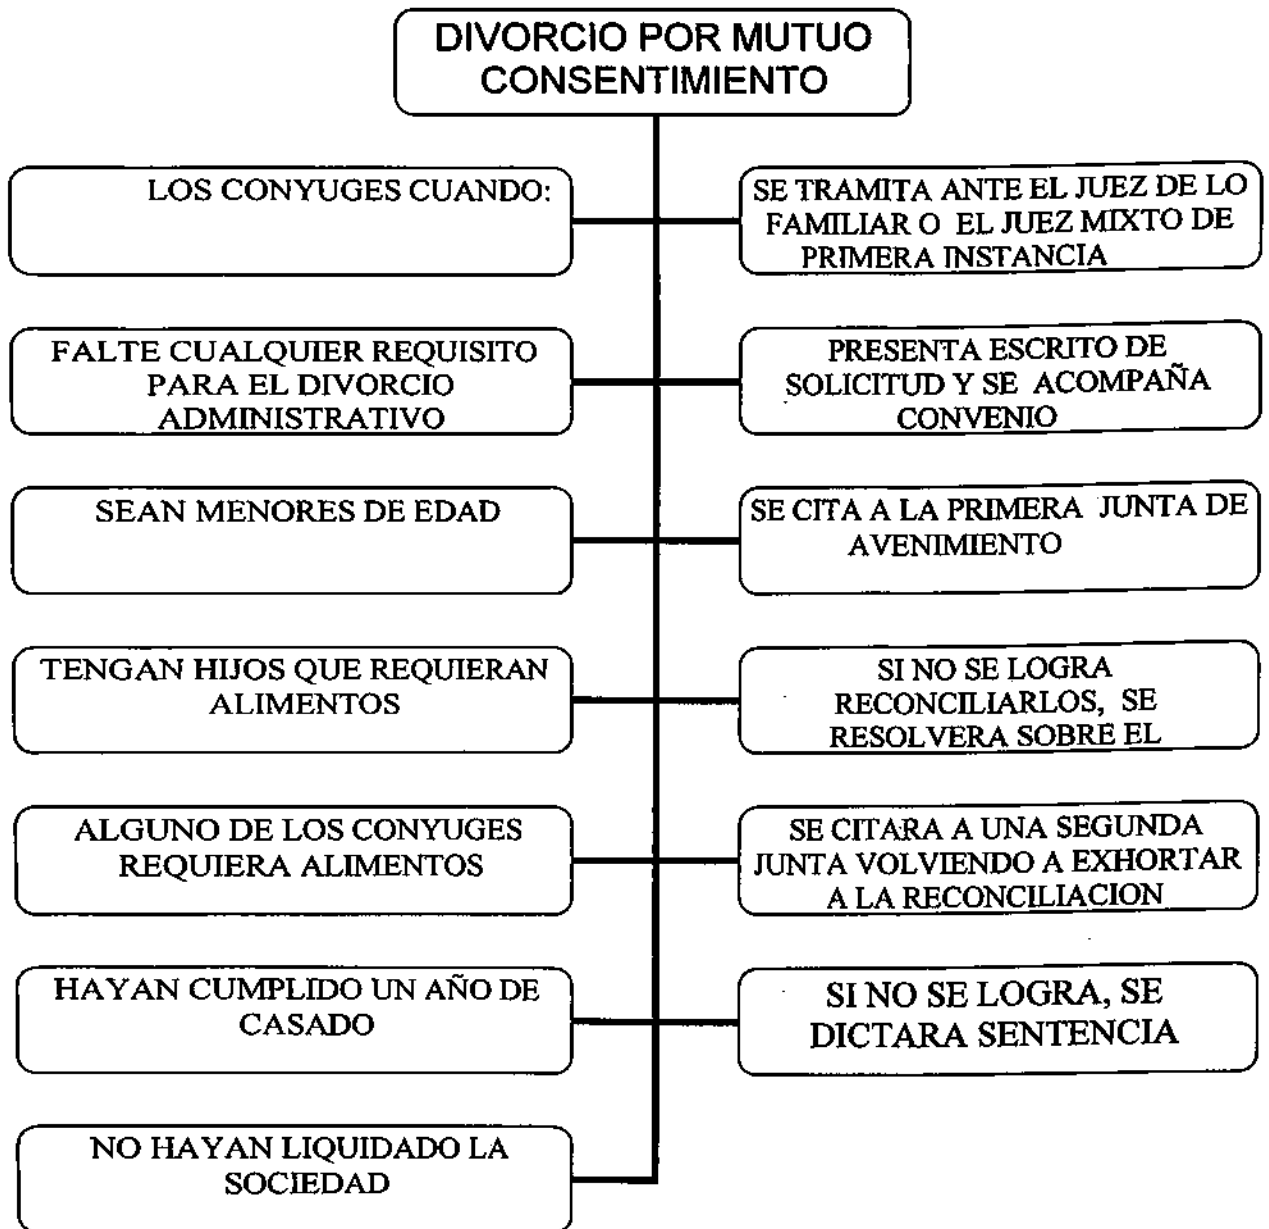 DIVORCIO POR MUTUO
CONSENTIMIENTO
LOS CONYUGES CUANDO:
SE TRAMITA ANTE EL JUEZ DE LO
FAMILIAR O EL JUEZ MIXTO DE
PRIMERA INSTANCIA
FALTE CUALQUIER REQUISITO
PARA EL DIVORCIO
ADMINISTRATIVO
PRESENTA ESCRITO DE
SOLICITUD Y SE ACOMPAÑA
CONVENIO
SEAN MENORES DE EDAD
SE CITA A LA PRIMERA JUNTA DE
AVENIMIENTO
TENGAN HIJOS QUE REQUIERAN
ALIMENTOS
SI NO SE LOGRA
RECONCILIARLOS, SE
RESOLVERA SOBRE EL
ALGUNO DE LOS CONYUGES
REQUIERA ALIMENTOS
SE CITARA A UNA SEGUNDA
JUNTA VOLVIENDO A EXHORTAR
A LA RECONCILIACION
HAYAN CUMPLIDO UN AÑO DE
CASADO
SI NO SE LOGRA, SE
DICTARA SENTENCIA
NO HAYAN LIQUIDADO LA
SOCIEDAD